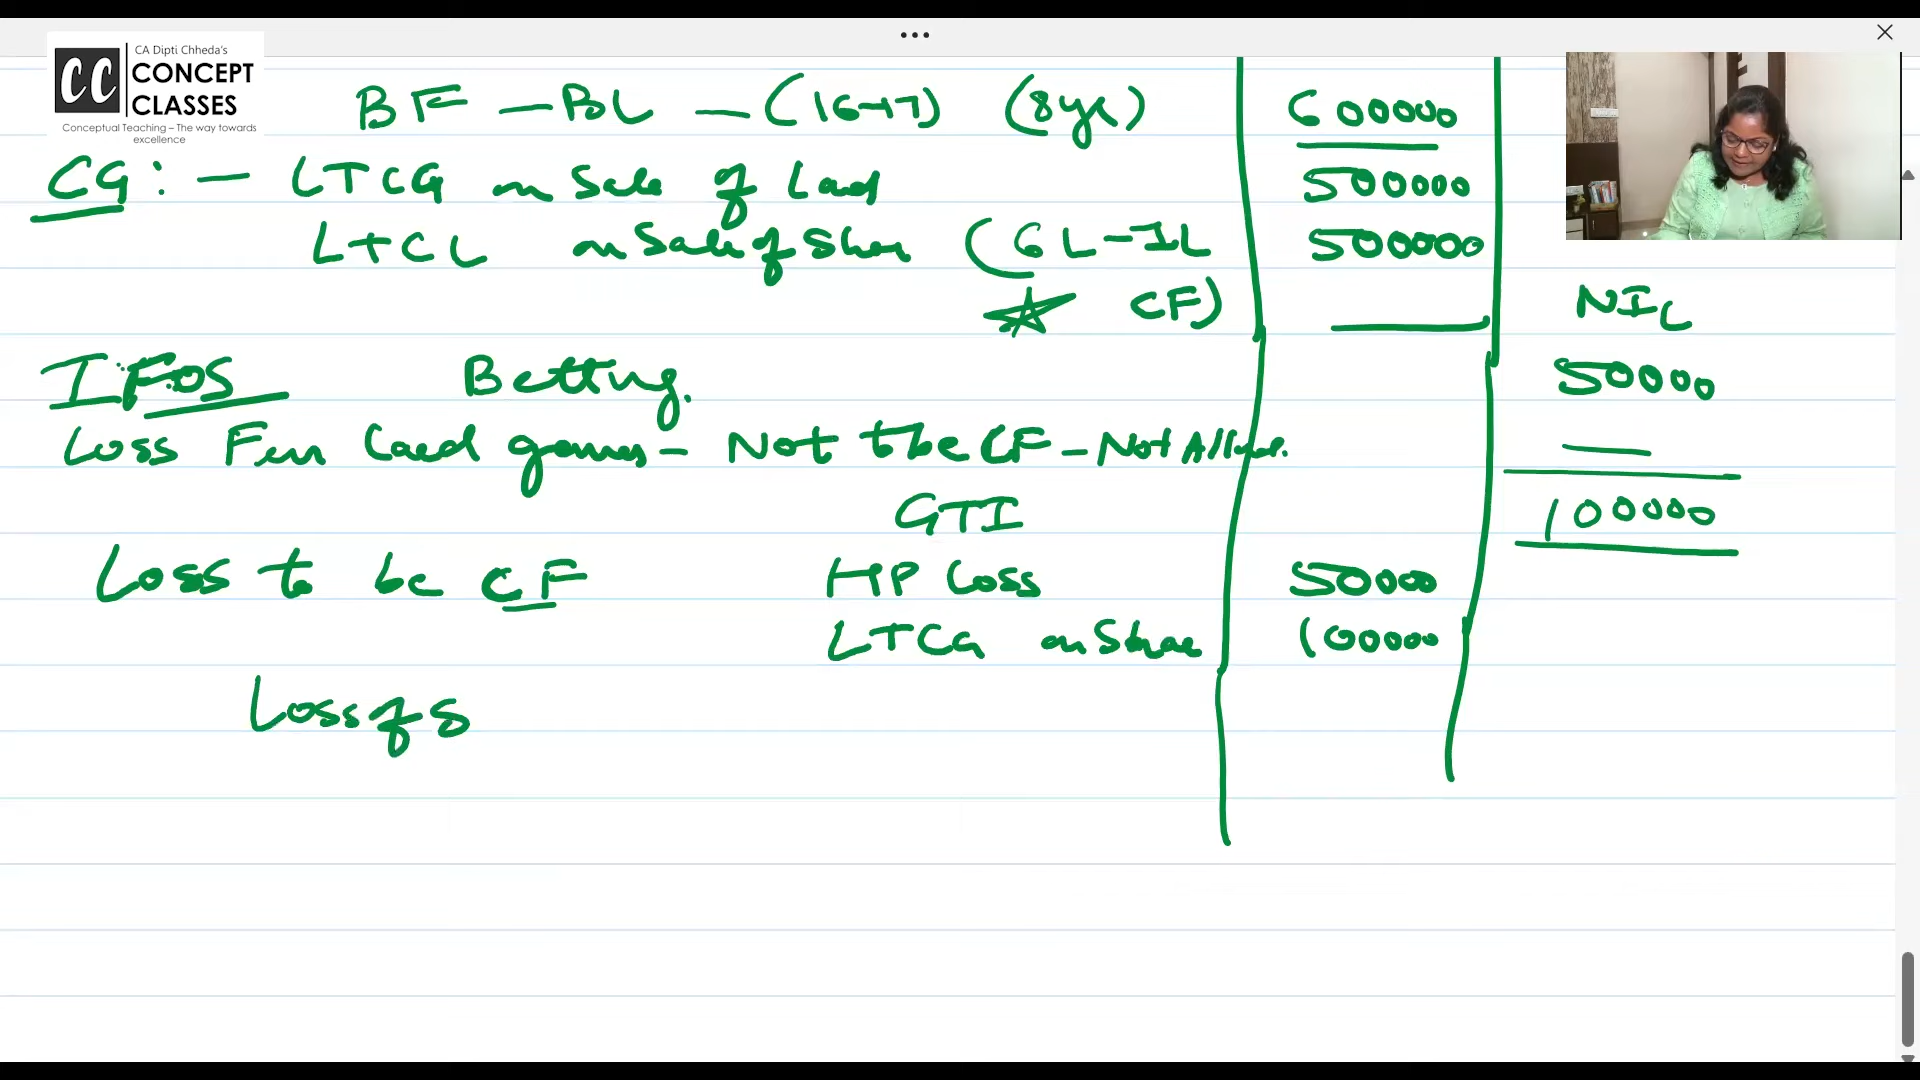 CA Dipti Chheda's
CC CONCEPT
CLASSES
Conceptual Teaching – The way towards
excellence
BF - BL - (16-17) (8yr) 600000
CG: - LTCG on Sale of Land 500000
LTCL on Sale of Share (6L-1L 500000
CF) NIL
IFOS Betting. 50000
Loss Fem Card games - Not to be CF - Not Allowed. —
GTI 100000
Loss to be CF HP Loss 50000
LTCG on Share 100000
Loss of S